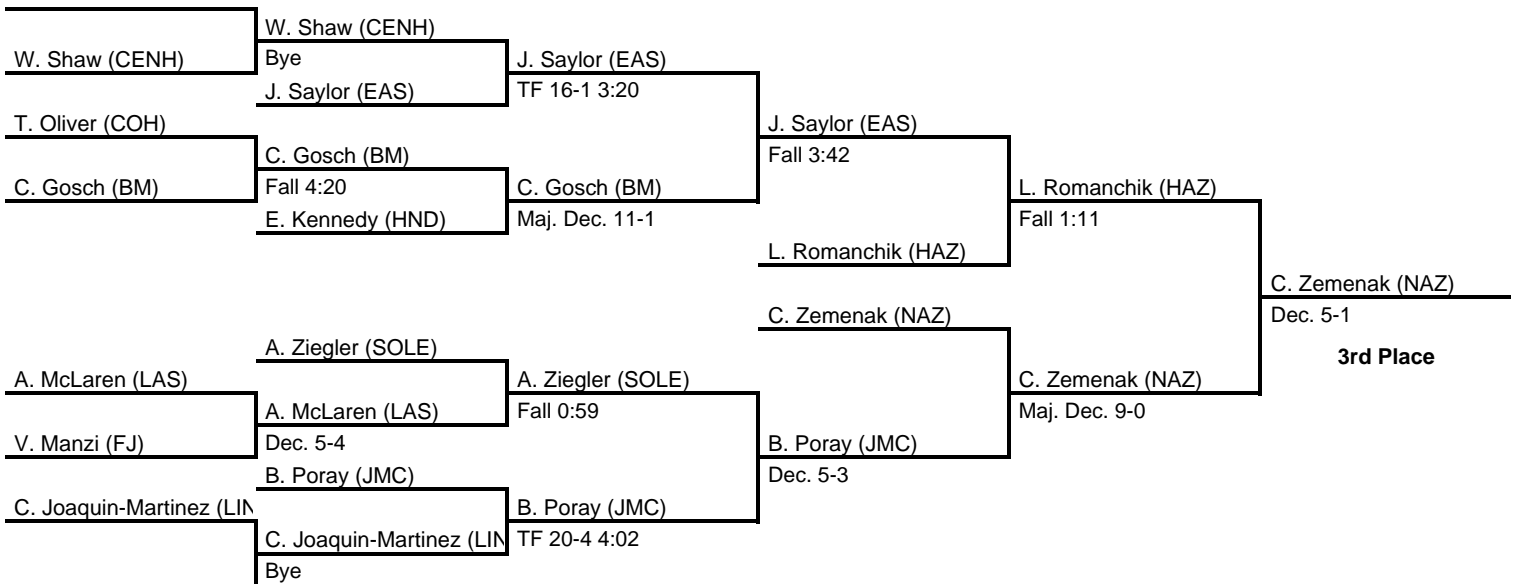 W. Shaw (CENH)
W. Shaw (CENH)
Bye
J. Saylor (EAS)
J. Saylor (EAS)
TF 16-1 3:20
T. Oliver (COH)
J. Saylor (EAS)
C. Gosch (BM)
Fall 3:42
C. Gosch (BM)
Fall 4:20
C. Gosch (BM)
L. Romanchik (HAZ)
E. Kennedy (HND)
Maj. Dec. 11-1
Fall 1:11
L. Romanchik (HAZ)
C. Zemenak (NAZ)
C. Zemenak (NAZ)
Dec. 5-1
A. Ziegler (SOLE)
3rd Place
A. McLaren (LAS)
A. Ziegler (SOLE)
C. Zemenak (NAZ)
A. McLaren (LAS)
Fall 0:59
Maj. Dec. 9-0
V. Manzi (FJ)
Dec. 5-4
B. Poray (JMC)
B. Poray (JMC)
Dec. 5-3
C. Joaquin-Martinez (LIN
B. Poray (JMC)
C. Joaquin-Martinez (LIN
TF 20-4 4:02
Bye